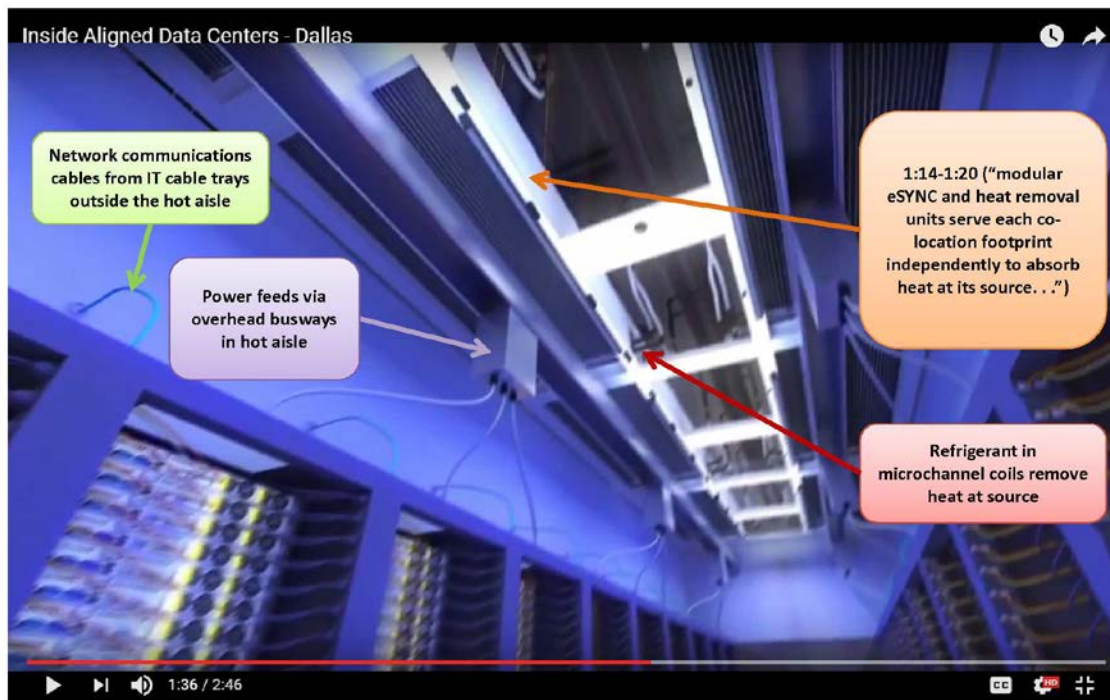 Inside Aligned Data Centers - Dallas
Network communications
cables from IT cable trays
outside the hot aisle
Power feeds via
overhead busways
in hot aisle
1:14-1:20 (“modular
eSYNC and heat removal
units serve each co-
location footprint
independently to absorb
heat at its source. . .”)
Refrigerant in
microchannel coils remove
heat at source
1:36 / 2:46
CC
HD